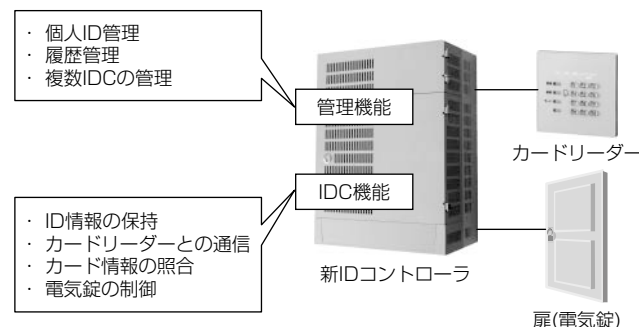 ・ 個人ID管理
・ 履歴管理
・ 複数IDCの管理
管理機能
カードリーダー
IDC機能
・ ID情報の保持
・ カードリーダーとの通信
・ カード情報の照合
・ 電気錠の制御
新IDコントローラ
扉(電気錠)